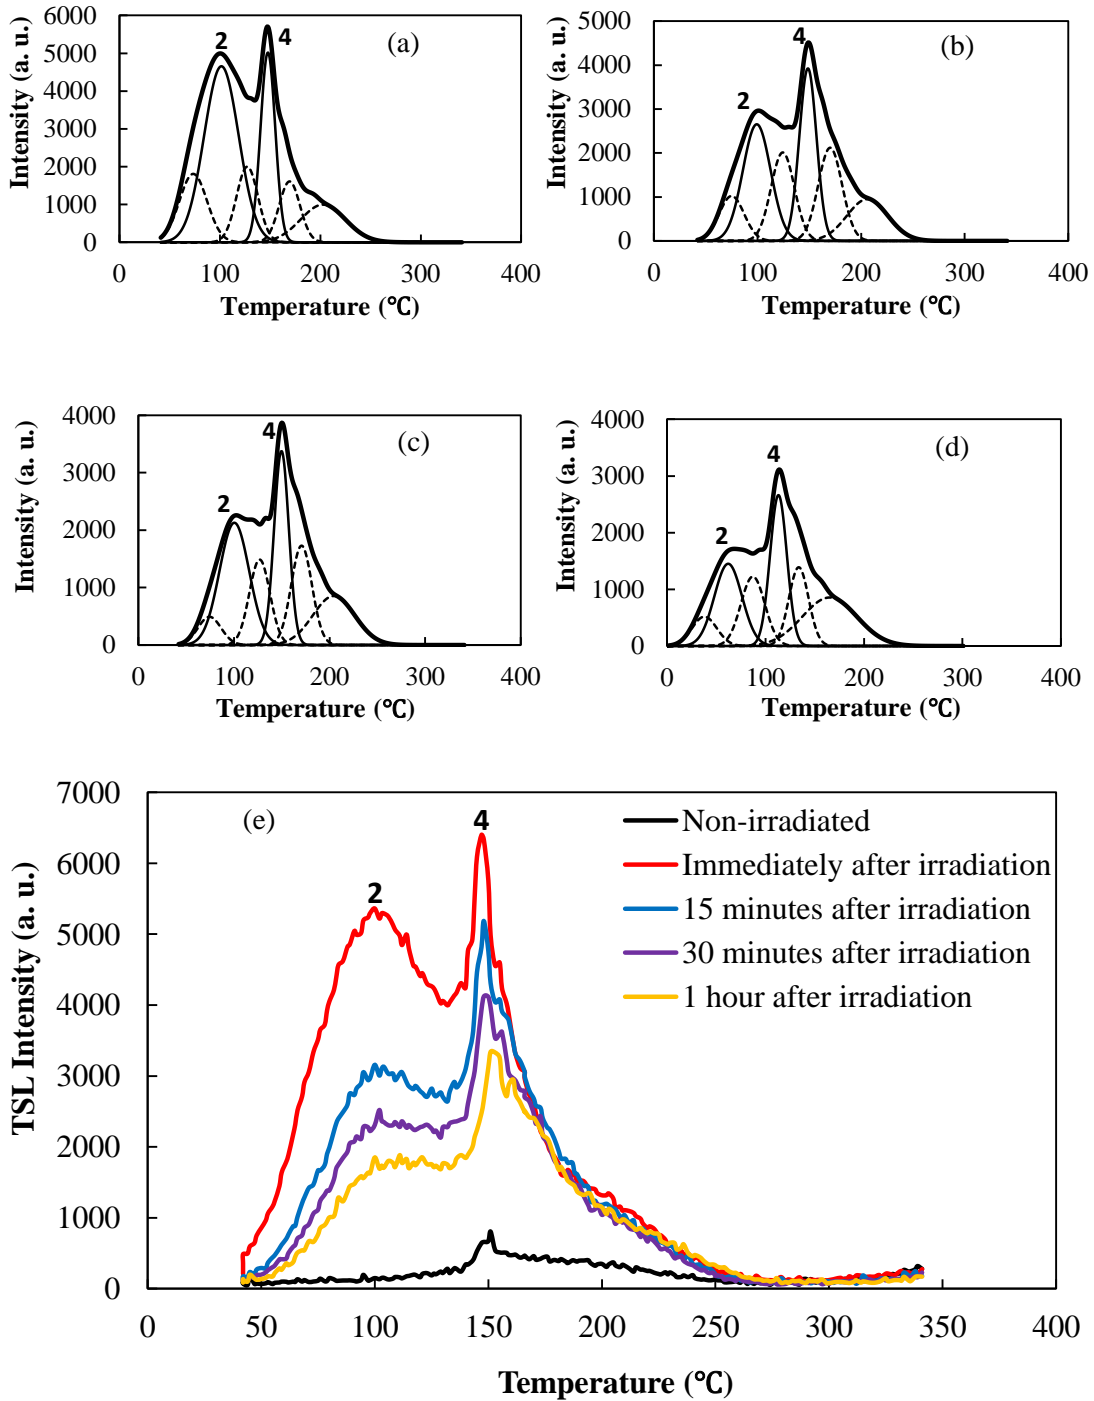 6000
5000
4000
3000
2000
1000
0
Intensity (a. u.)
2
4
(a)
0 100 200 300 400
Temperature (℃)
5000
4000
3000
2000
1000
0
Intensity (a. u.)
2
4
(b)
0 100 200 300 400
Temperature (℃)
4000
3000
2000
1000
0
Intensity (a. u.)
2
4
(c)
0 100 200 300 400
Temperature (℃)
4000
3000
2000
1000
0
Intensity (a. u.)
2
4
(d)
0 100 200 300 400
Temperature (℃)
7000
6000
5000
4000
3000
2000
1000
0
TSL Intensity (a. u.)
(e)
2
4
Non-irradiated
Immediately after irradiation
15 minutes after irradiation
30 minutes after irradiation
1 hour after irradiation
0 50 100 150 200 250 300 350 400
Temperature (℃)